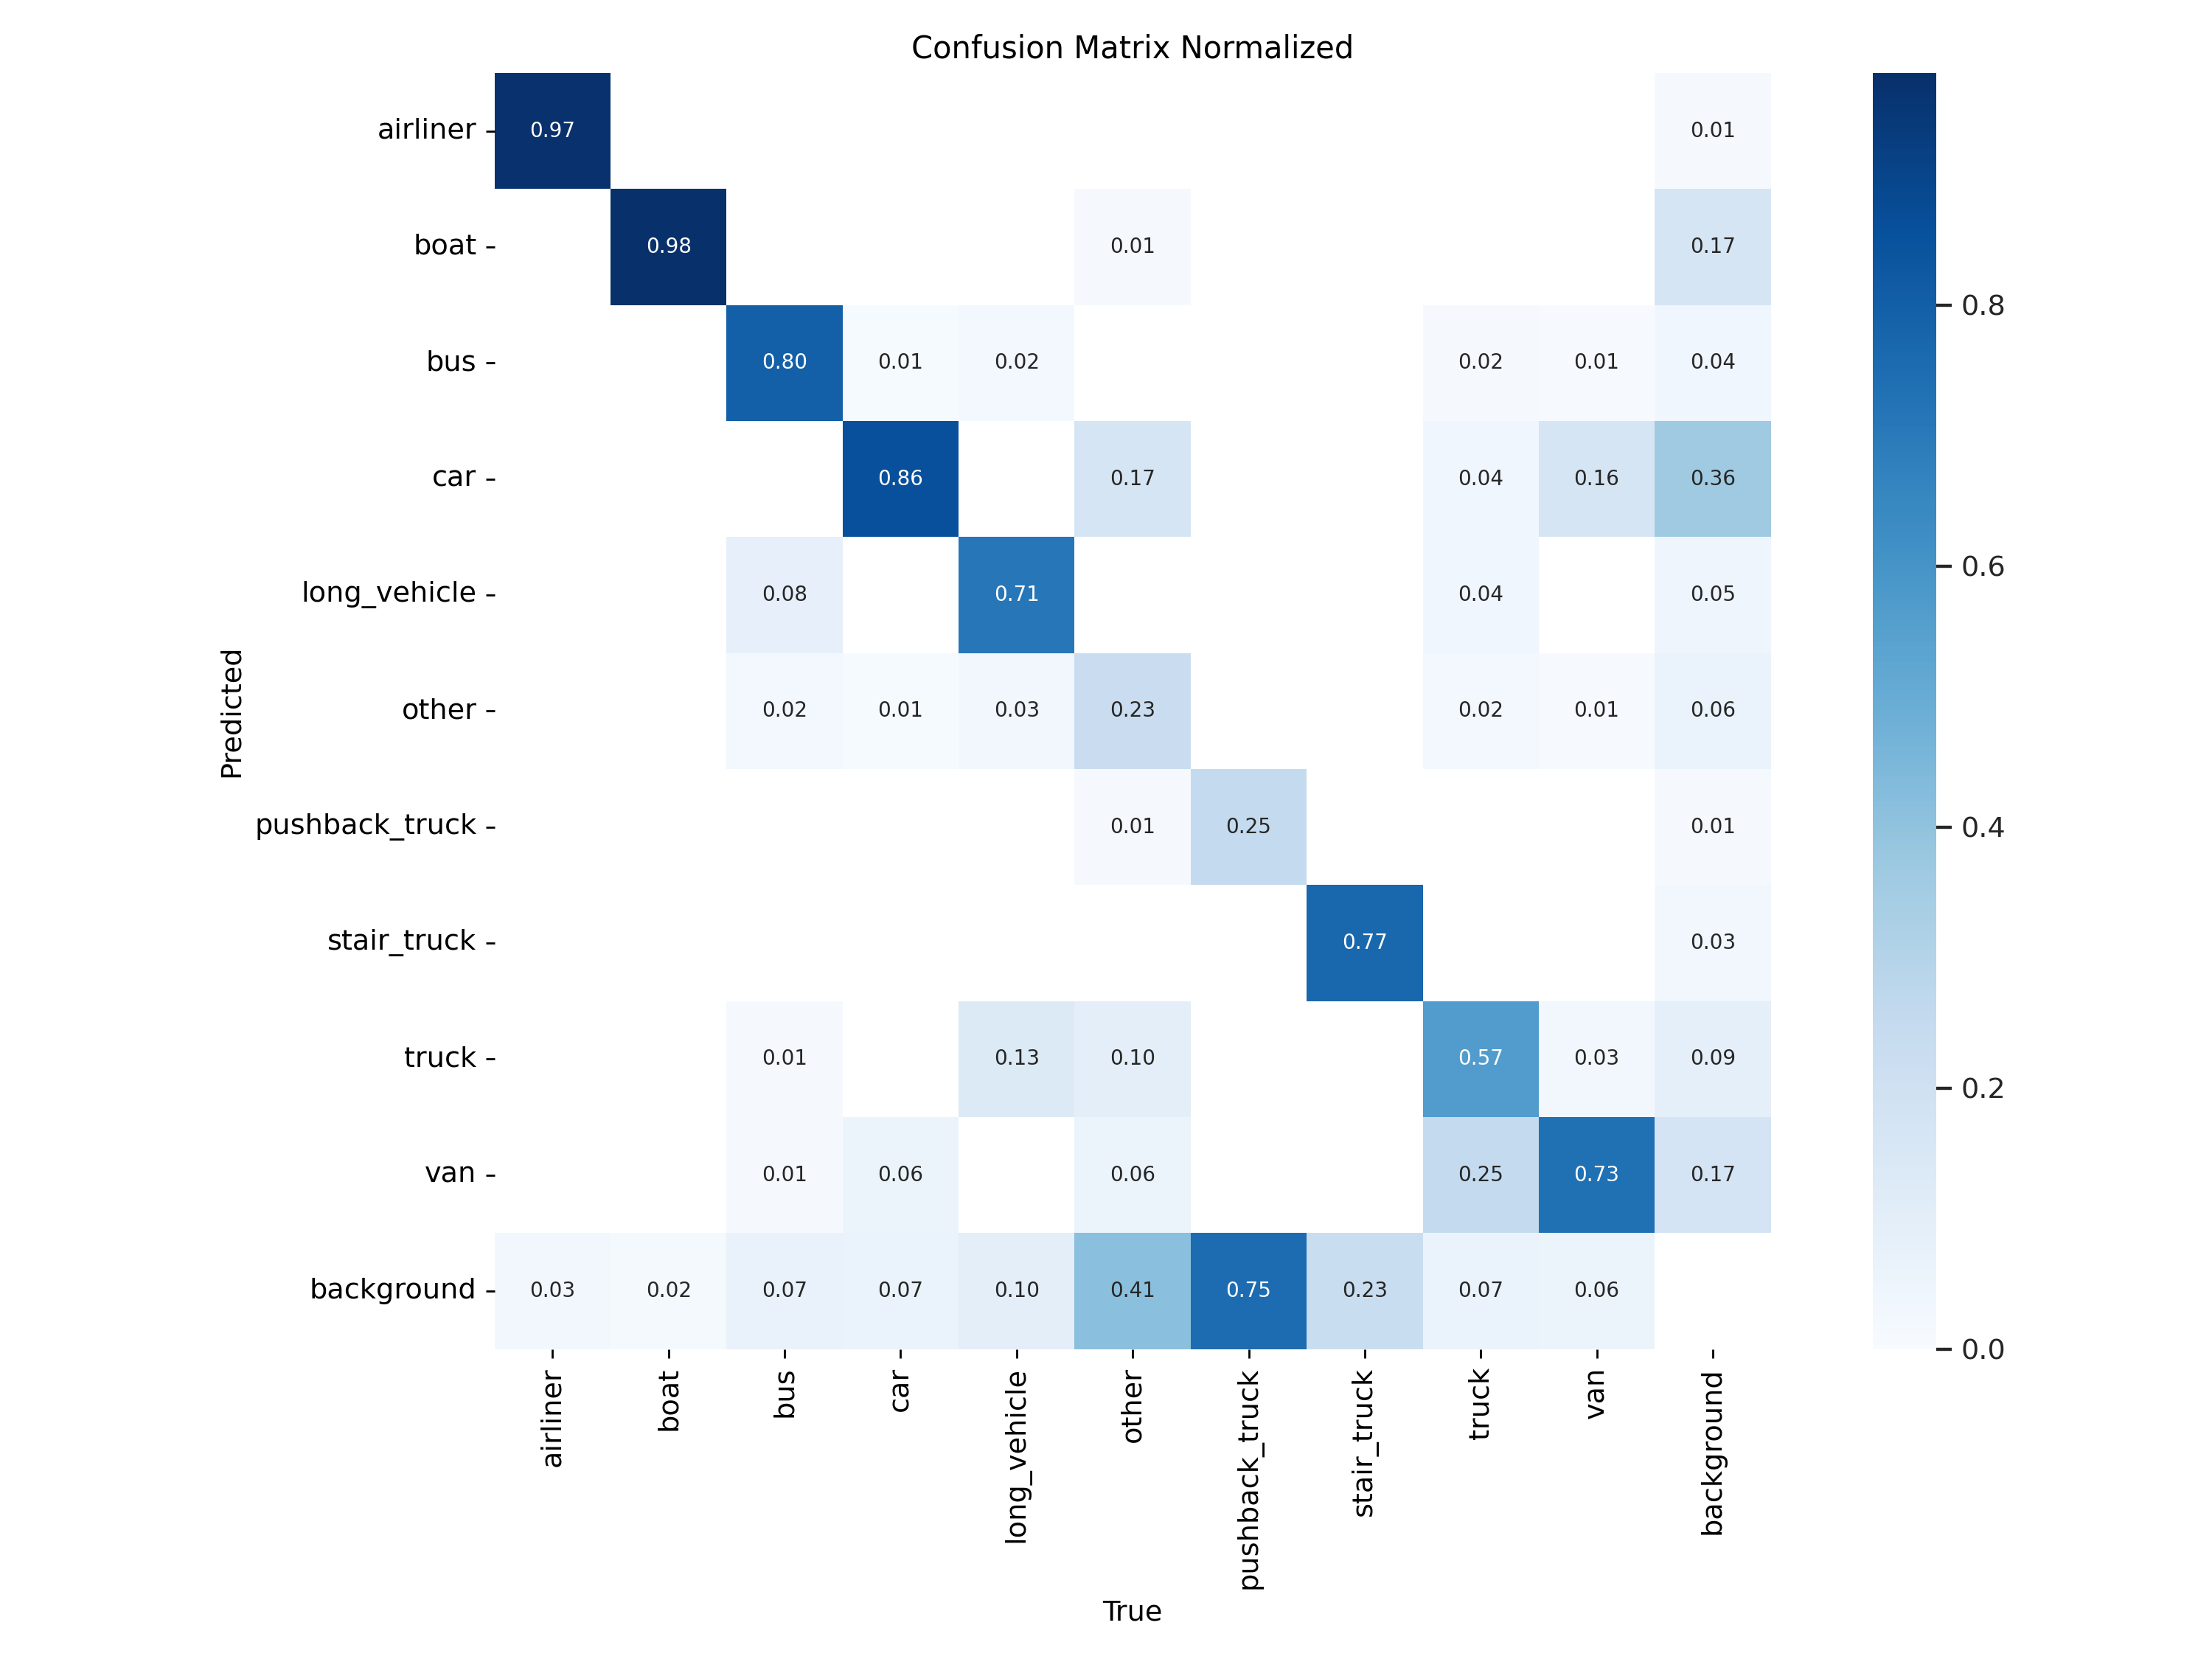 Confusion Matrix Normalized
airliner 0.97 0.01
boat 0.98 0.01 0.17
bus 0.80 0.01 0.02 0.02 0.01 0.04
car 0.86 0.17 0.04 0.16 0.36
long_vehicle 0.08 0.71 0.04 0.05
other 0.02 0.01 0.03 0.23 0.02 0.01 0.06
pushback_truck 0.01 0.25 0.01
stair_truck 0.77 0.03
truck 0.01 0.13 0.10 0.57 0.03 0.09
van 0.01 0.06 0.06 0.25 0.73 0.17
background 0.03 0.02 0.07 0.07 0.10 0.41 0.75 0.23 0.07 0.06
Predicted
airliner
boat
bus
car
long_vehicle
other
pushback_truck
stair_truck
truck
van
background
True
0.8
0.6
0.4
0.2
0.0